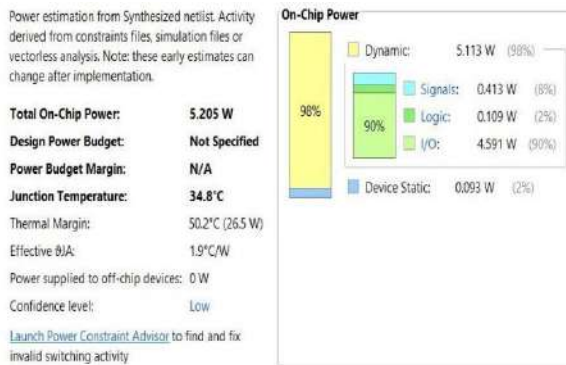 Power estimation from Synthesized netlist. Activity
derived from constraints files, simulation files or
vectorless analysis. Note: these early estimates can
change after implementation.
Total On-Chip Power: 5.205 W
Design Power Budget: Not Specified
Power Budget Margin: N/A
Junction Temperature: 34.8°C
Thermal Margin: 50.2°C (26.5 W)
Effective ϑJA: 1.9°C/W
Power supplied to off-chip devices: 0 W
Confidence level: Low
Launch Power Constraint Advisor to find and fix
invalid switching activity
On-Chip Power
98%
Dynamic: 5.113 W (98%)
90%
Signals: 0.413 W (8%)
Logic: 0.109 W (2%)
I/O: 4.591 W (90%)
Device Static: 0.093 W (2%)